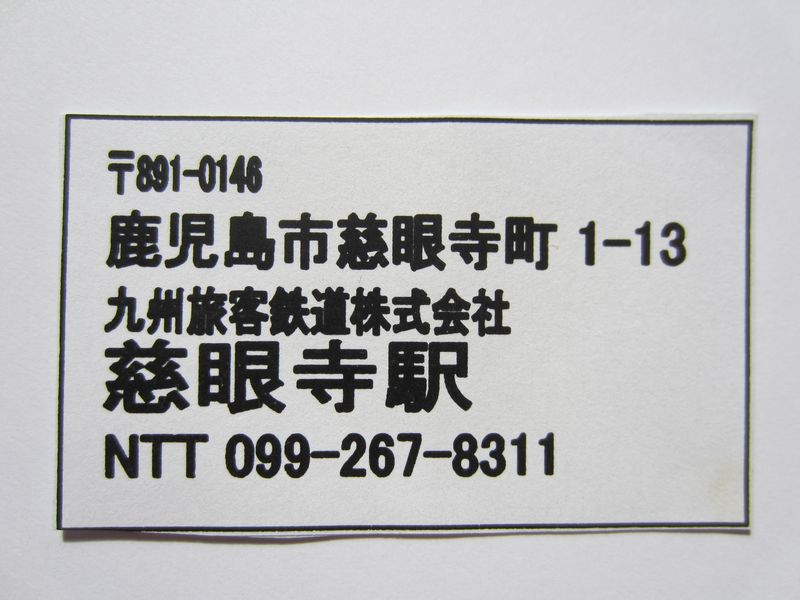 〒891-0146
鹿児島市慈眼寺町 1-13
九州旅客鉄道株式会社
慈眼寺駅
NTT 099-267-8311